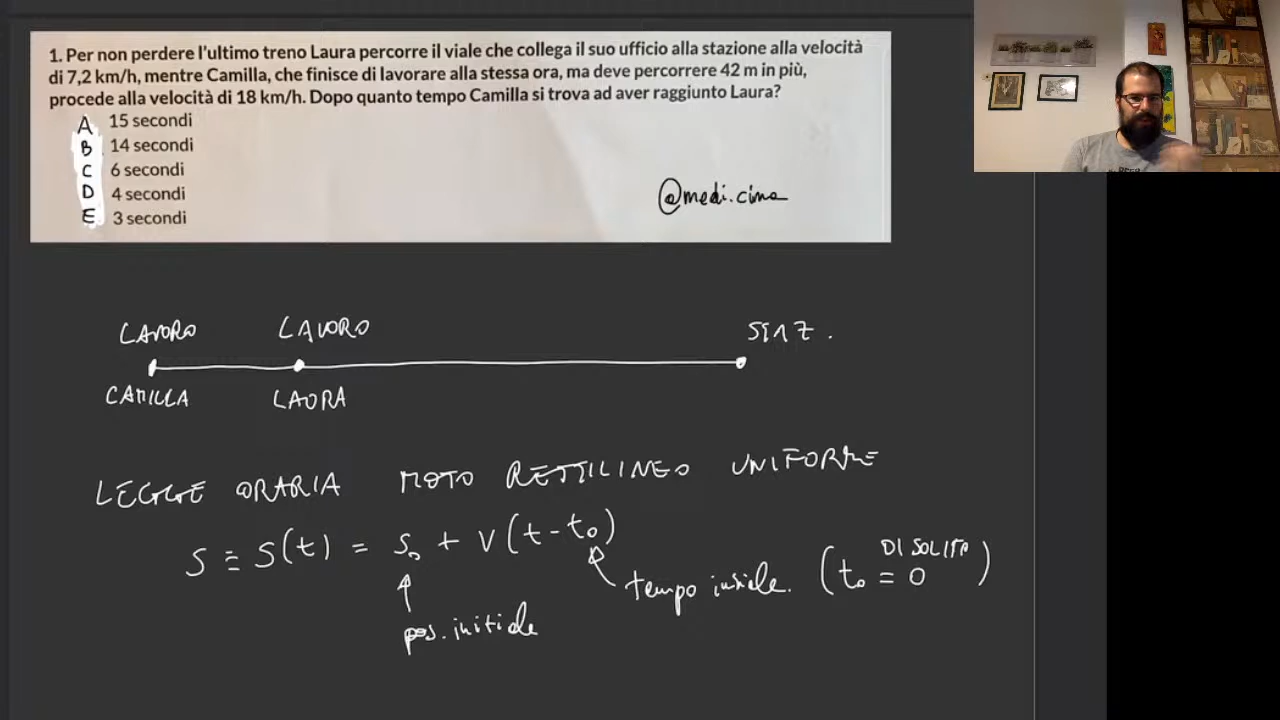 1. Per non perdere l'ultimo treno Laura percorre il viale che collega il suo ufficio alla stazione alla velocità
di 7,2 km/h, mentre Camilla, che finisce di lavorare alla stessa ora, ma deve percorrere 42 m in più,
procede alla velocità di 18 km/h. Dopo quanto tempo Camilla si trova ad aver raggiunto Laura?
A 15 secondi
B 14 secondi
C 6 secondi
D 4 secondi
E 3 secondi
@medi.cima
LAVORO LAVORO STAZ.
CAMILLA LAURA
LEGGE ORARIA MOTO RETTILINEO UNIFORME
S ≡ S(t) = S₀ + V(t-t₀)
tempo iniziale. (t₀ = 0 DI SOLITO)
pos. iniziale